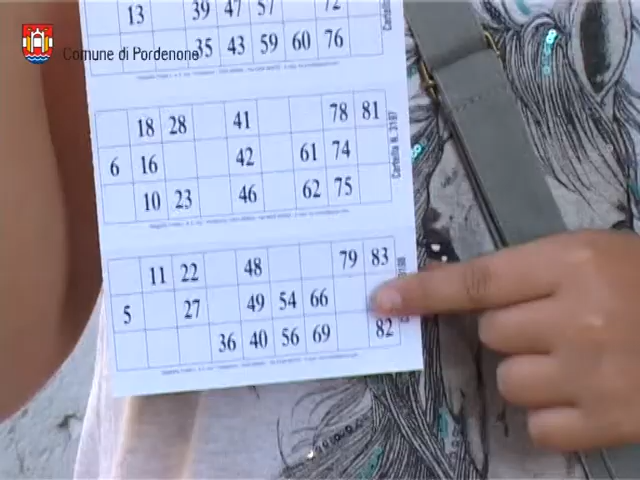 13 39 47 57 72
35 43 59 60 76
Comune di Pordenone
18 28 41 78 81
6 16 42 61 74
10 23 46 62 75
Cartella N. 3197
11 22 48 79 83
5 27 49 54 66
36 40 56 69 82